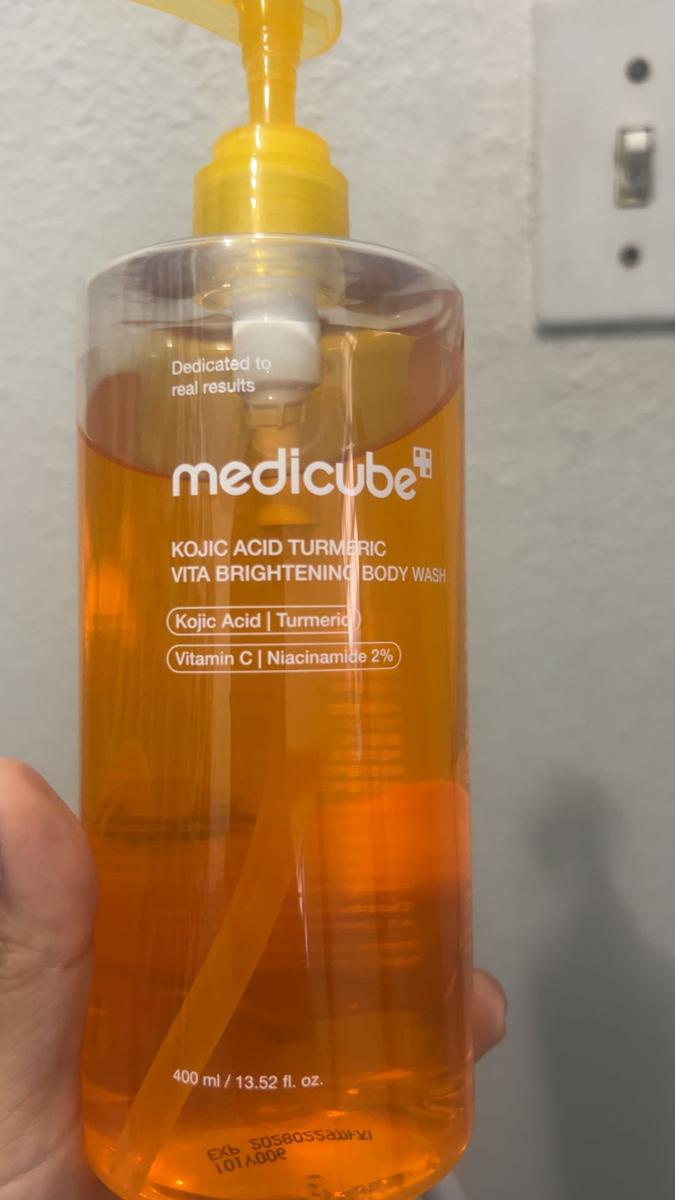 Dedicated to
real results
medicube
KOJIC ACID TURMERIC
VITA BRIGHTENING BODY WASH
Kojic Acid | Turmeric
Vitamin C | Niacinamide 2%
400 ml / 13.52 fl. oz.
EXP